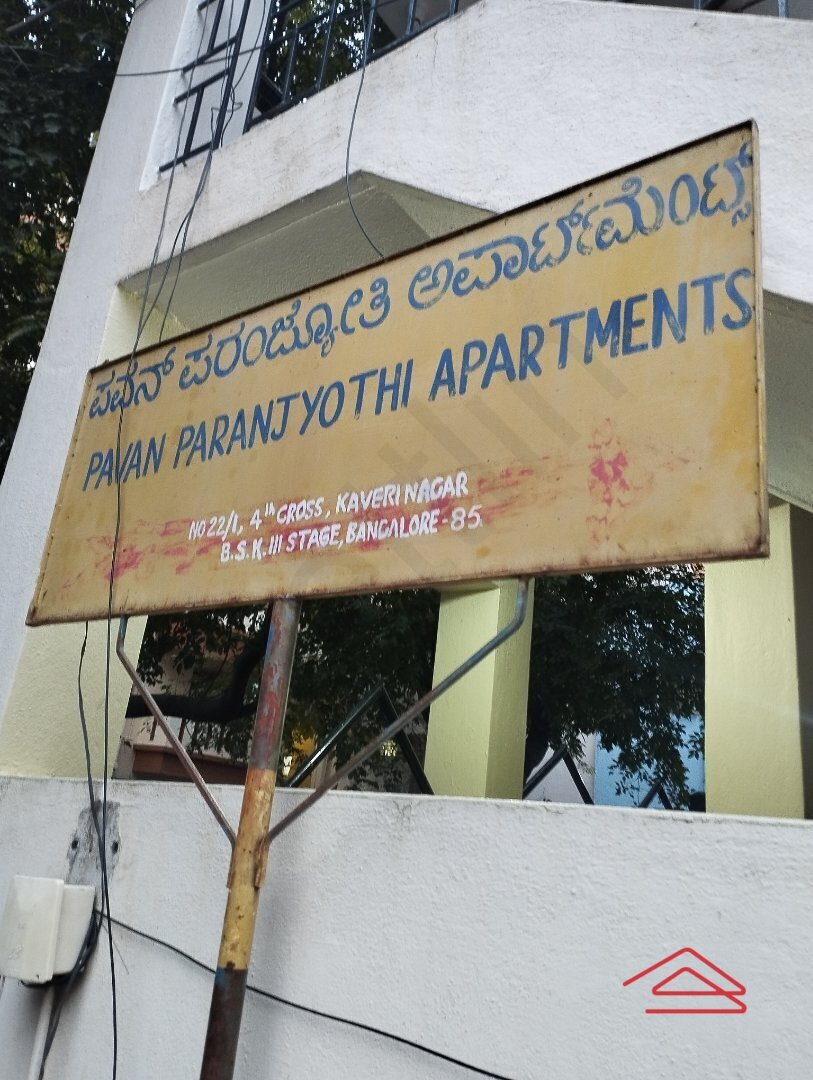 ಪವನ್ ಪರಂಜ್ಯೋತಿ ಅಪಾರ್ಟ್‌ಮೆಂಟ್ಸ್
PAVAN PARANJYOTHI APARTMENTS
NO 22/1, 4th CROSS, KAVERI NAGAR
B.S.K. III STAGE, BANGALORE-85